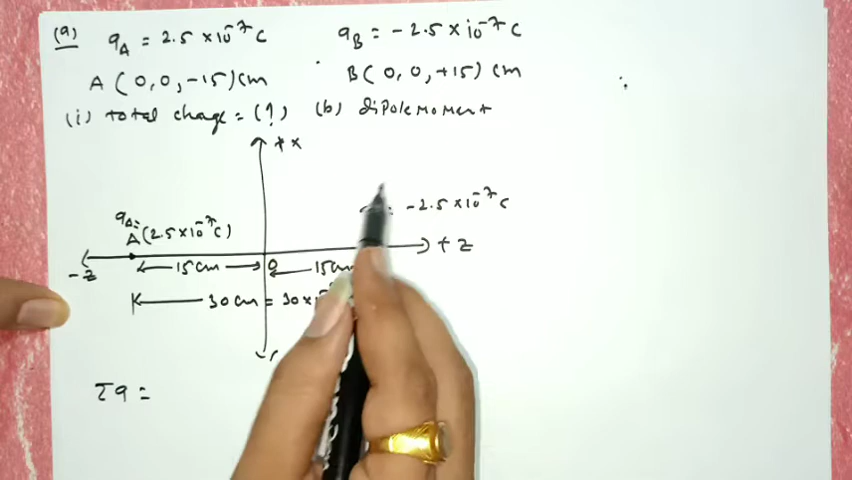 (9) qA = 2.5 × 10⁻⁷ C qB = - 2.5 × 10⁻⁷ C
A (0, 0, -15) cm B (0, 0, +15) cm
(i) total charge = (?) (b) dipole moment
+ x
qA = - 2.5 × 10⁻⁷ C
A (2.5 × 10⁻⁷ C)
+ z
- z 15 cm O 15 cm
30 cm = 30 × 10
Σq =